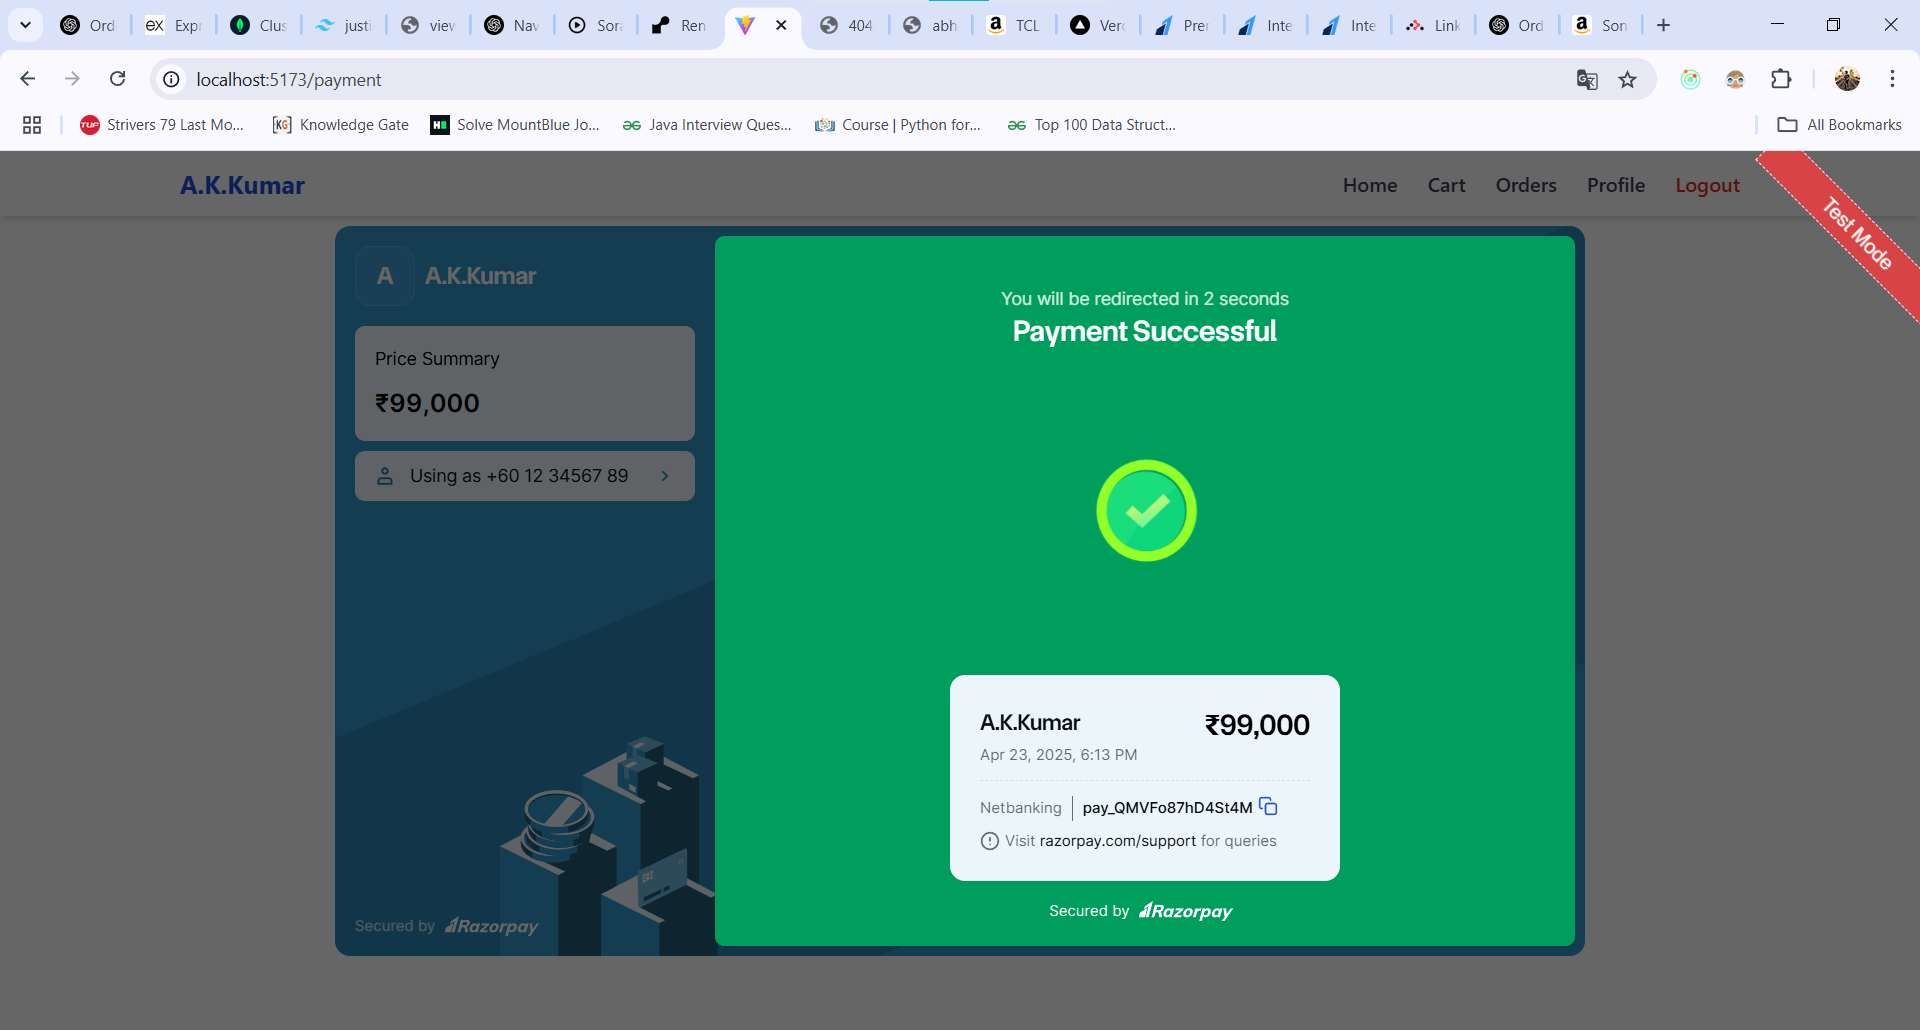 Ord
Expr
Clus
justi
view
Nav
Sora
Ren
404
abh
TCL
Verc
Prer
Inte
Inte
Link
Ord
Son
localhost:5173/payment
Strivers 79 Last Mo...
Knowledge Gate
Solve MountBlue Jo...
Java Interview Ques...
Course | Python for...
Top 100 Data Struct...
All Bookmarks
A.K.Kumar
Home
Cart
Orders
Profile
Logout
Test Mode
A
A.K.Kumar
Price Summary
₹99,000
Using as +60 12 34567 89
Secured by Razorpay
You will be redirected in 2 seconds
Payment Successful
A.K.Kumar
₹99,000
Apr 23, 2025, 6:13 PM
Netbanking
pay_QMVFo87hD4St4M
Visit razorpay.com/support for queries
Secured by Razorpay